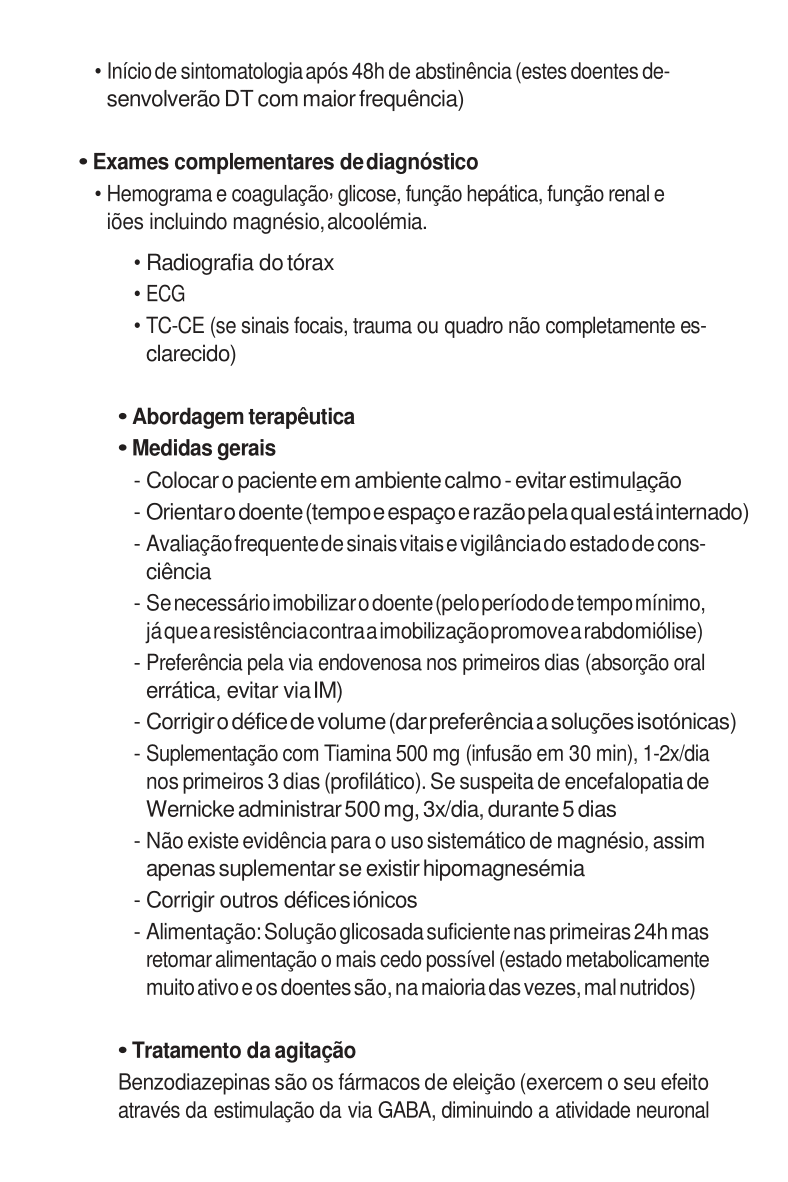 • Início de sintomatologia após 48h de abstinência (estes doentes de-
senvolverão DT com maior frequência)
• Exames complementares de diagnóstico
• Hemograma e coagulação, glicose, função hepática, função renal e
iões incluindo magnésio, alcoolémia.
• Radiografia do tórax
• ECG
• TC-CE (se sinais focais, trauma ou quadro não completamente es-
clarecido)
• Abordagem terapêutica
• Medidas gerais
- Colocar o paciente em ambiente calmo - evitar estimulação
- Orientar o doente (tempo e espaço e razão pela qual está internado)
- Avaliação frequente de sinais vitais e vigilância do estado de cons-
ciência
- Se necessário imobilizar o doente (pelo período de tempo mínimo,
já que a resistência contra a imobilização promove a rabdomiólise)
- Preferência pela via endovenosa nos primeiros dias (absorção oral
errática, evitar via IM)
- Corrigir o défice de volume (dar preferência a soluções isotónicas)
- Suplementação com Tiamina 500 mg (infusão em 30 min), 1-2x/dia
nos primeiros 3 dias (profilático). Se suspeita de encefalopatia de
Wernicke administrar 500 mg, 3x/dia, durante 5 dias
- Não existe evidência para o uso sistemático de magnésio, assim
apenas suplementar se existir hipomagnesémia
- Corrigir outros défices iónicos
- Alimentação: Solução glicosada suficiente nas primeiras 24h mas
retomar alimentação o mais cedo possível (estado metabolicamente
muito ativo e os doentes são, na maioria das vezes, mal nutridos)
• Tratamento da agitação
Benzodiazepinas são os fármacos de eleição (exercem o seu efeito
através da estimulação da via GABA, diminuindo a atividade neuronal